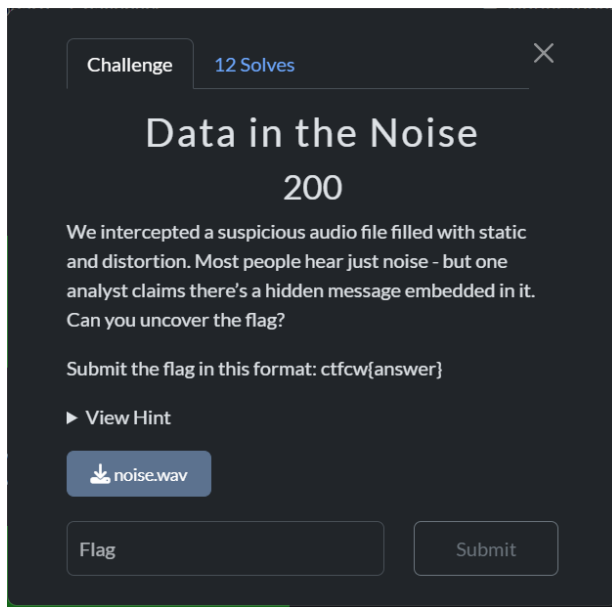 Challenge
12 Solves
Data in the Noise
200
We intercepted a suspicious audio file filled with static
and distortion. Most people hear just noise - but one
analyst claims there's a hidden message embedded in it.
Can you uncover the flag?
Submit the flag in this format: ctfcw{answer}
View Hint
noise.wav
Flag
Submit